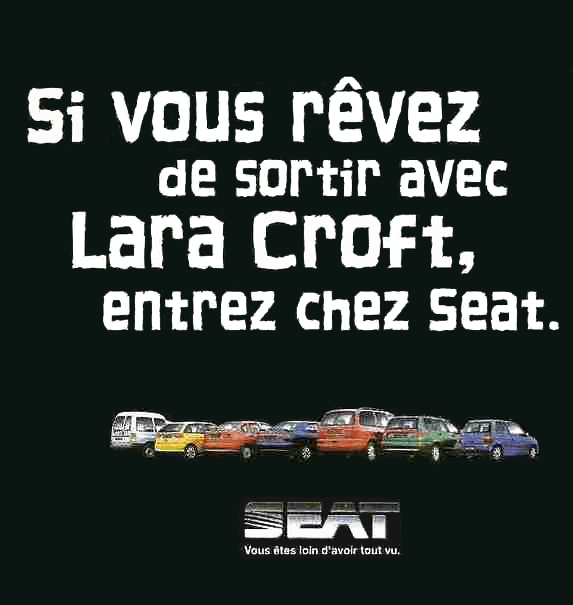 Si vous rêvez
de sortir avec
Lara Croft,
entrez chez Seat.
SEAT
Vous êtes loin d'avoir tout vu.